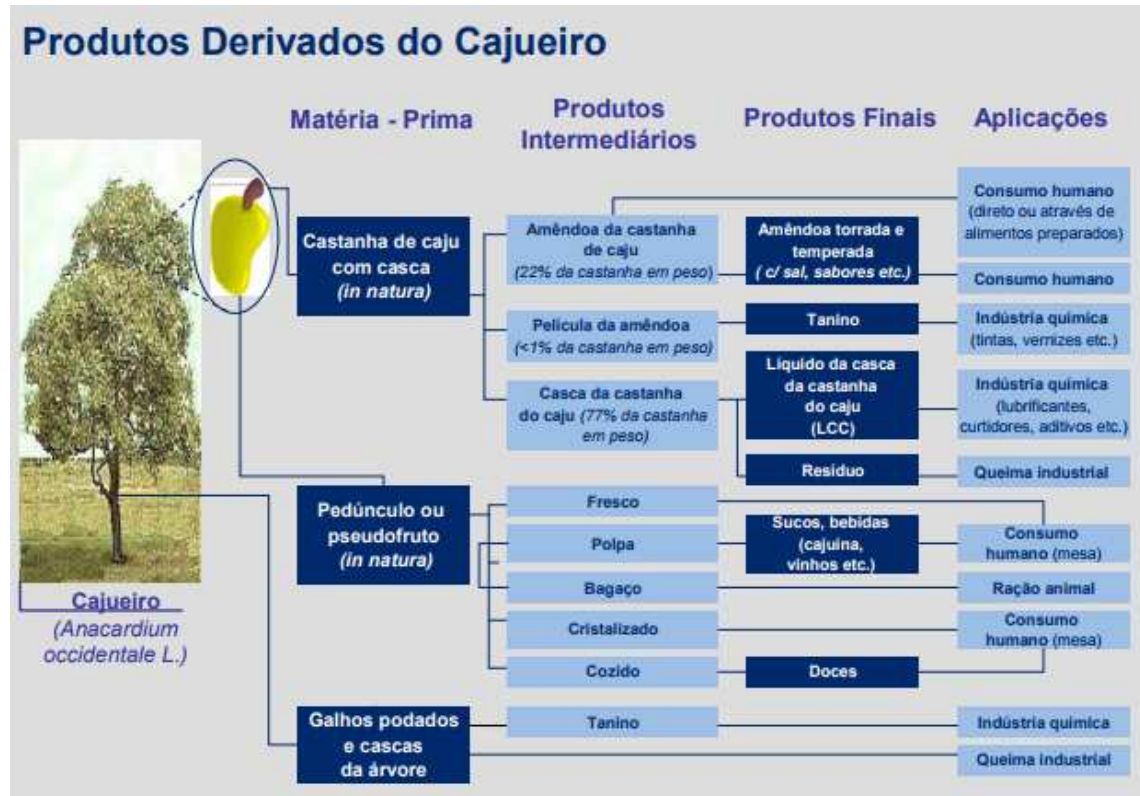 Produtos Derivados do Cajueiro
Matéria - Prima
Produtos
Intermediários
Produtos Finais
Aplicações
Castanha de caju
com casca
(in natura)
Amêndoa da castanha
de caju
(22% da castanha em peso)
Amêndoa torrada e
temperada
( c/ sal, sabores etc.)
Consumo humano
(direto ou através de
alimentos preparados)
Consumo humano
Película da amêndoa
(<1% da castanha em peso)
Tanino
Indústria química
(tintas, vernizes etc.)
Casca da castanha
do caju (77% da castanha
em peso)
Líquido da casca
da castanha
do caju
(LCC)
Indústria química
(lubrificantes,
curtidores, aditivos etc.)
Resíduo
Queima industrial
Pedúnculo ou
pseudofruto
(in natura)
Fresco
Polpa
Sucos, bebidas
(cajuína,
vinhos etc.)
Consumo
humano (mesa)
Bagaço
Ração animal
Cristalizado
Consumo
humano (mesa)
Cozido
Doces
Cajueiro
(Anacardium
occidentale L.)
Galhos podados
e cascas
da árvore
Tanino
Indústria química
Queima industrial